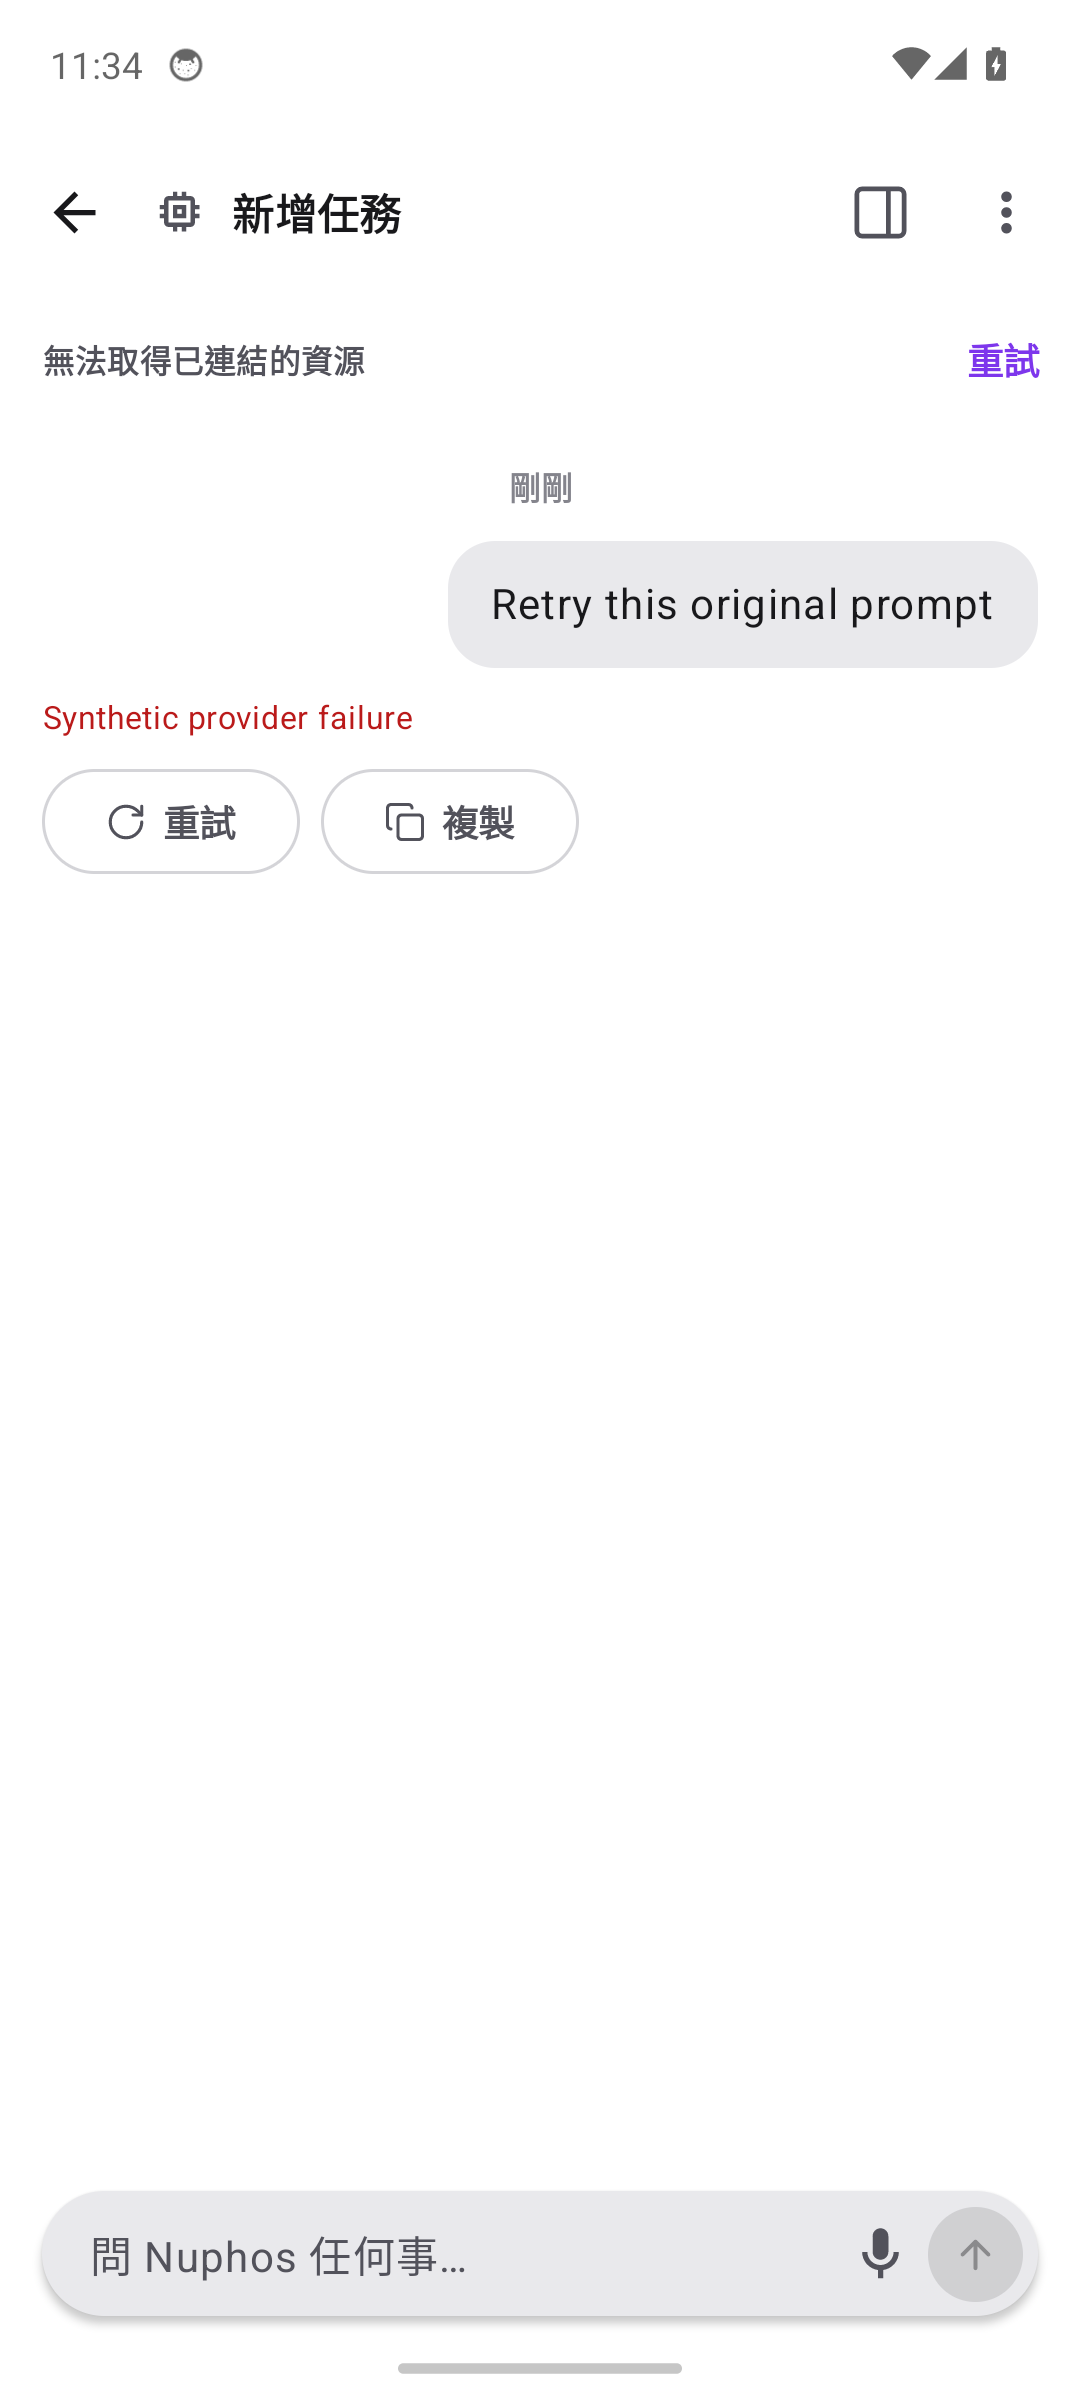 11:34
新增任務
無法取得已連結的資源
重試
剛剛
Retry this original prompt
Synthetic provider failure
重試
複製
問 Nuphos 任何事...